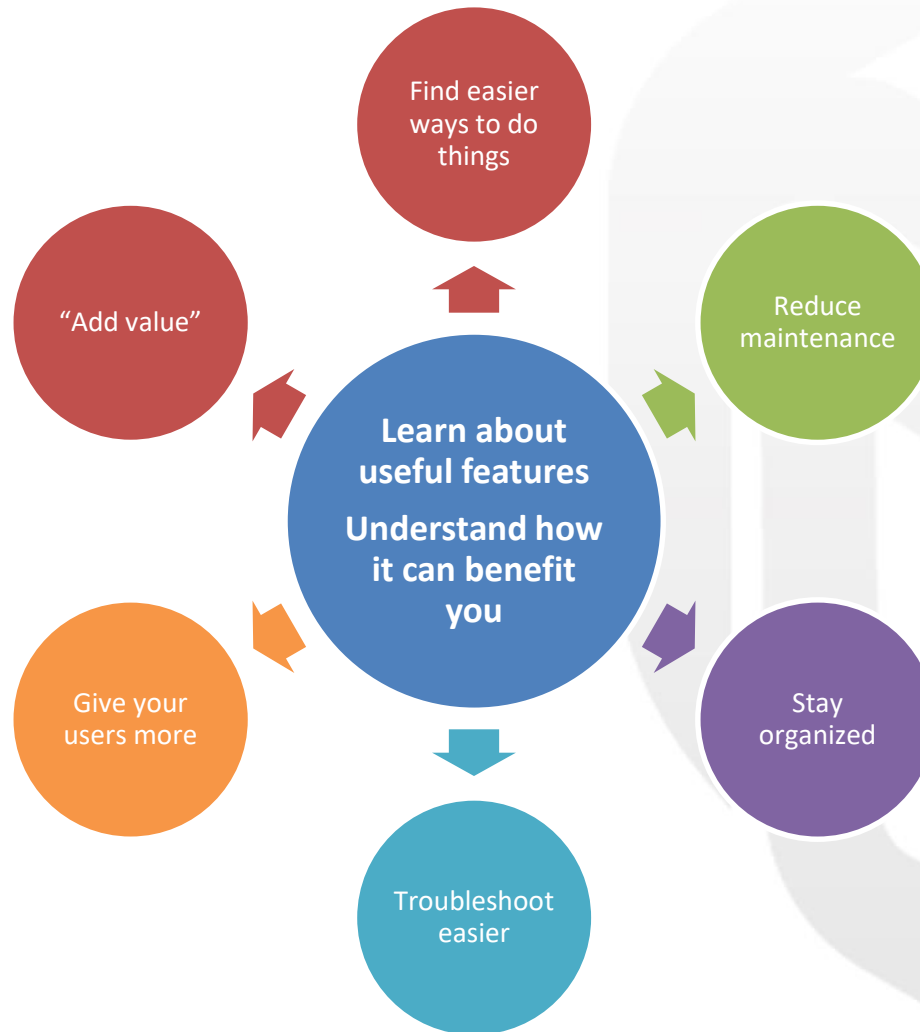 Find easier
ways to do
things
“Add value”
Reduce
maintenance
Learn about
useful features
Understand how
it can benefit
you
Give your
users more
Stay
organized
Troubleshoot
easier